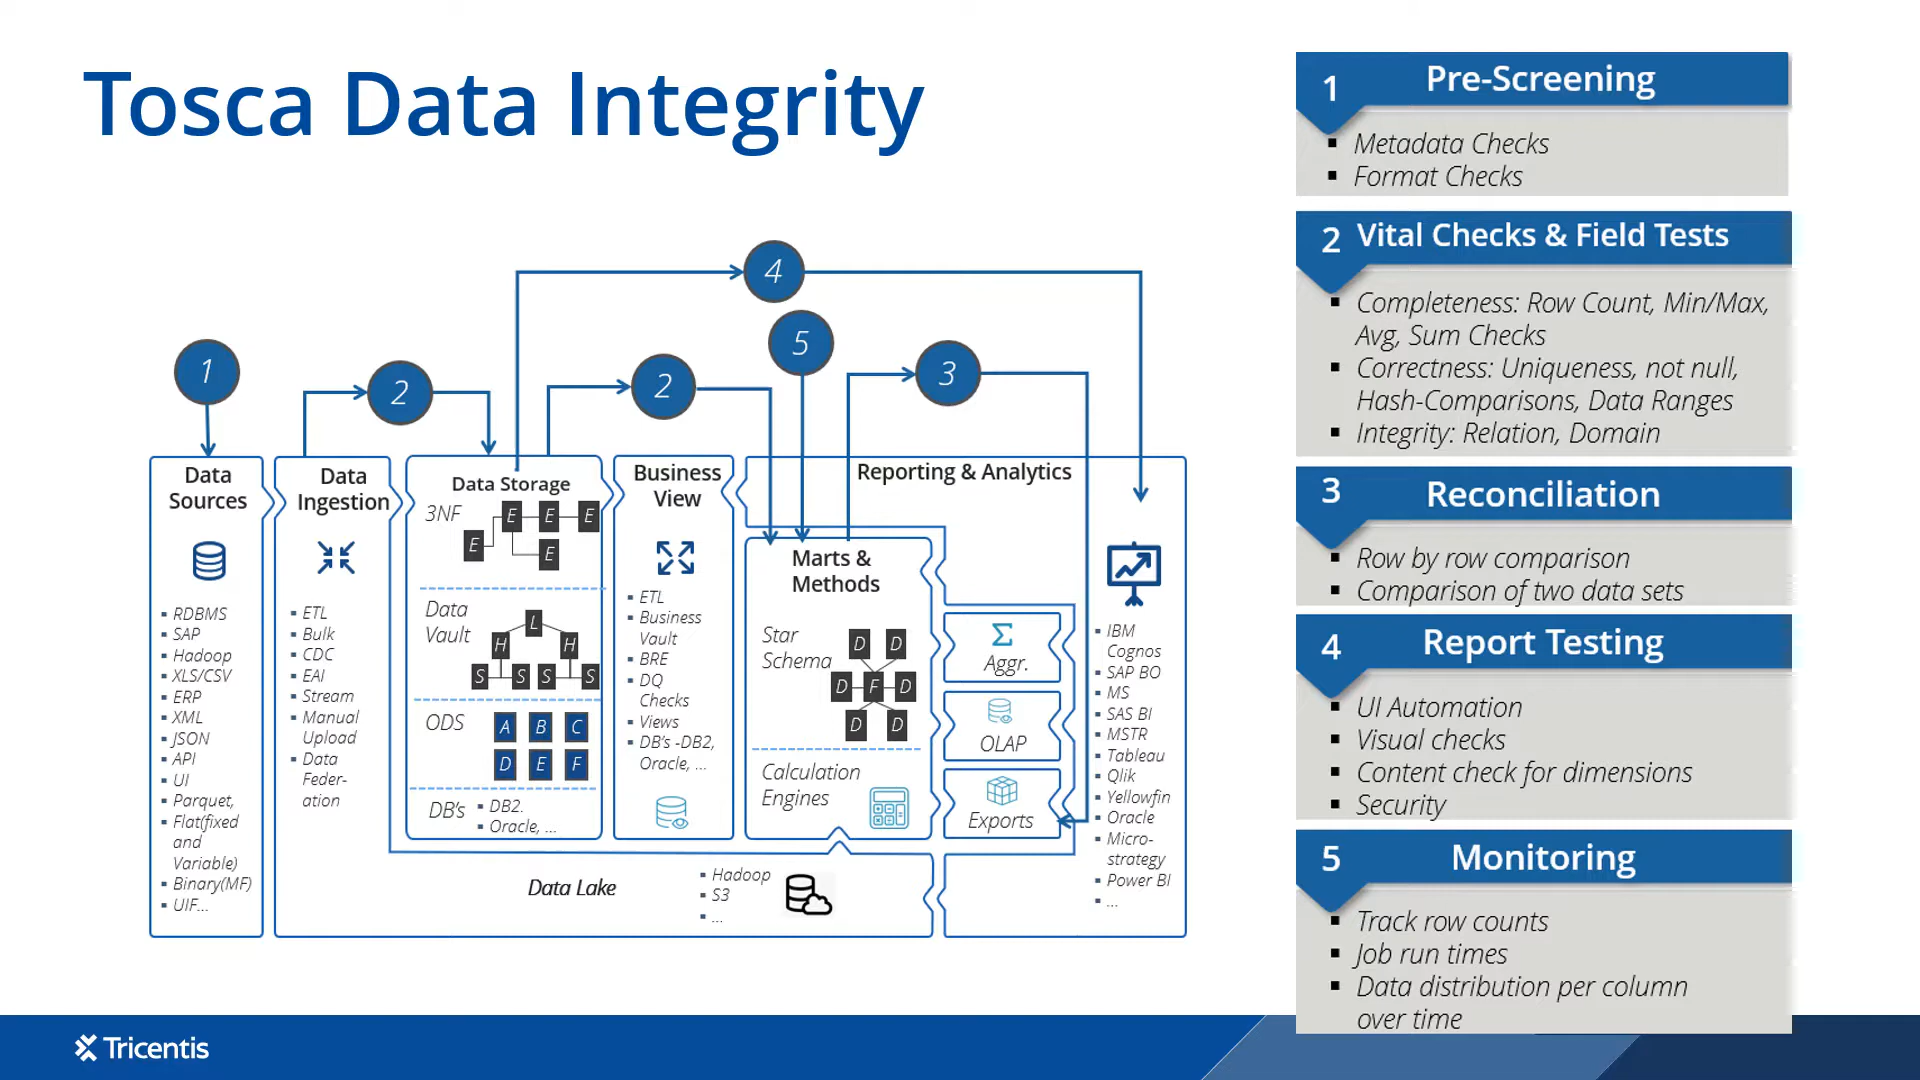 Tosca Data Integrity
1
2
2
4
5
3
Data
Sources
RDBMS
SAP
Hadoop
XLS/CSV
ERP
XML
JSON
API
UI
Parquet,
Flat(fixed
and
Variable)
Binary(MF)
UIF...
Data
Ingestion
ETL
Bulk
CDC
EAI
Stream
Manual
Upload
Data
Feder-
ation
Data Storage
3NF
E E E
E
E
Data
Vault
L
H H
S S S S
ODS
A B C
D E F
DB's
DB2.
Oracle, ...
Business
View
ETL
Business
Vault
BRE
DQ
Checks
Views
DB's -DB2,
Oracle, ...
Reporting & Analytics
Marts &
Methods
Star
Schema
D D
D F D
D D
Calculation
Engines
Σ
Aggr.
OLAP
Exports
IBM
Cognos
SAP BO
MS
SAS BI
MSTR
Tableau
Qlik
Yellowfin
Oracle
Micro-
strategy
Power BI
...
Data Lake
Hadoop
S3
...
1 Pre-Screening
Metadata Checks
Format Checks
2 Vital Checks & Field Tests
Completeness: Row Count, Min/Max,
Avg, Sum Checks
Correctness: Uniqueness, not null,
Hash-Comparisons, Data Ranges
Integrity: Relation, Domain
3 Reconciliation
Row by row comparison
Comparison of two data sets
4 Report Testing
UI Automation
Visual checks
Content check for dimensions
Security
5 Monitoring
Track row counts
Job run times
Data distribution per column
over time
Tricentis